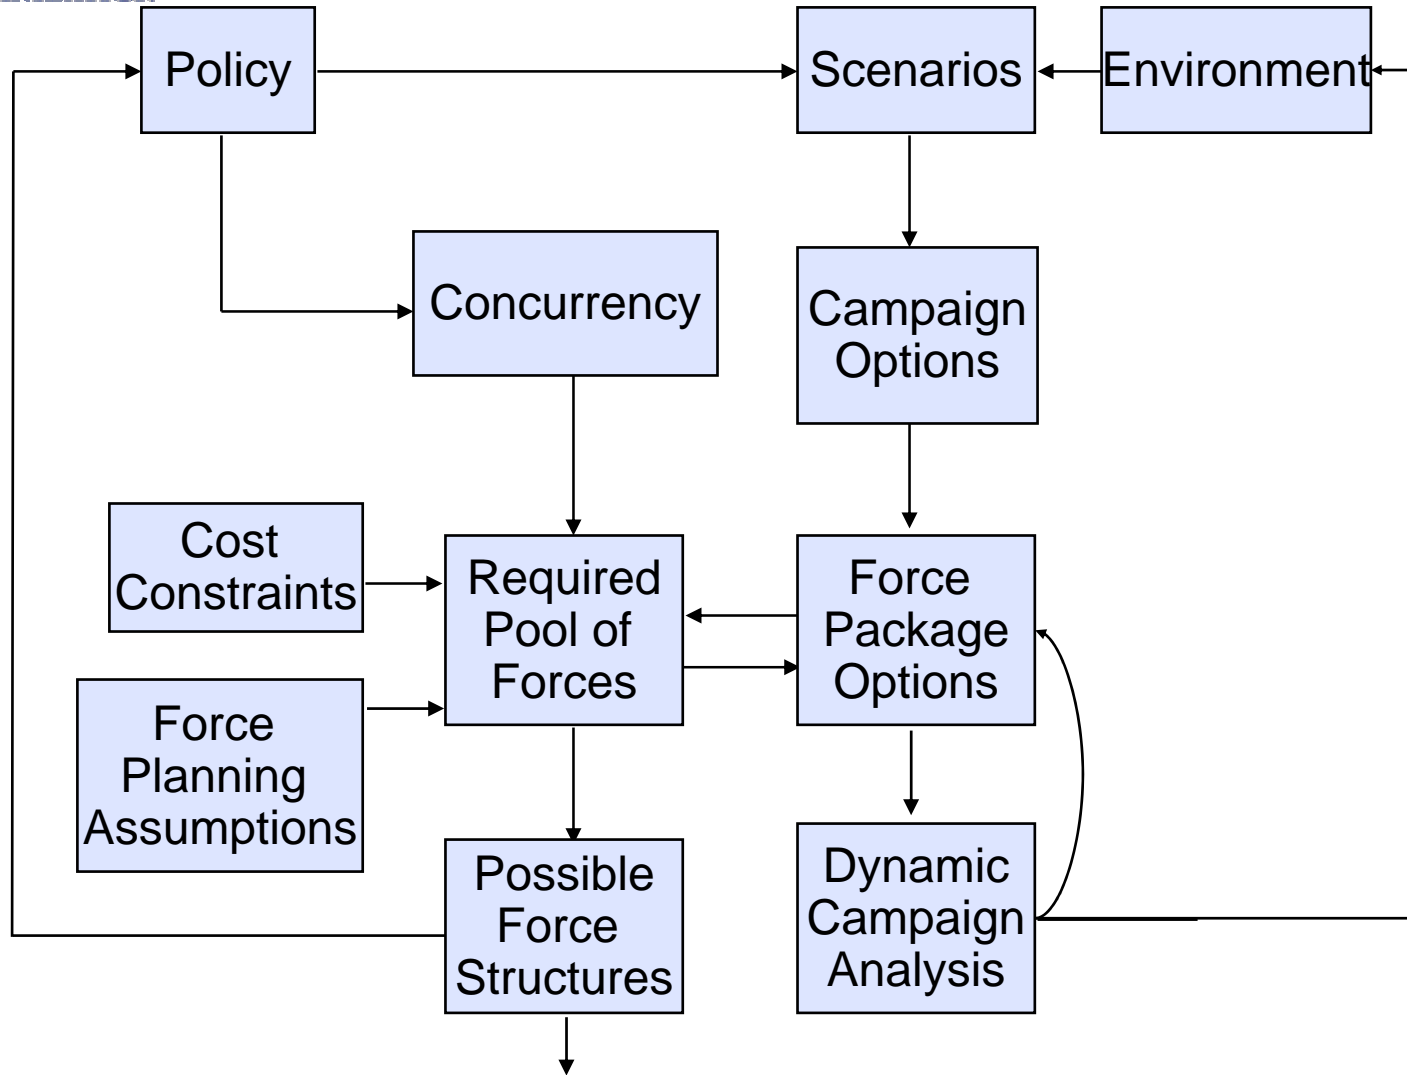 Policy
Scenarios
Environment
Concurrency
Campaign
Options
Cost
Constraints
Required
Pool of
Forces
Force
Package
Options
Force
Planning
Assumptions
Possible
Force
Structures
Dynamic
Campaign
Analysis